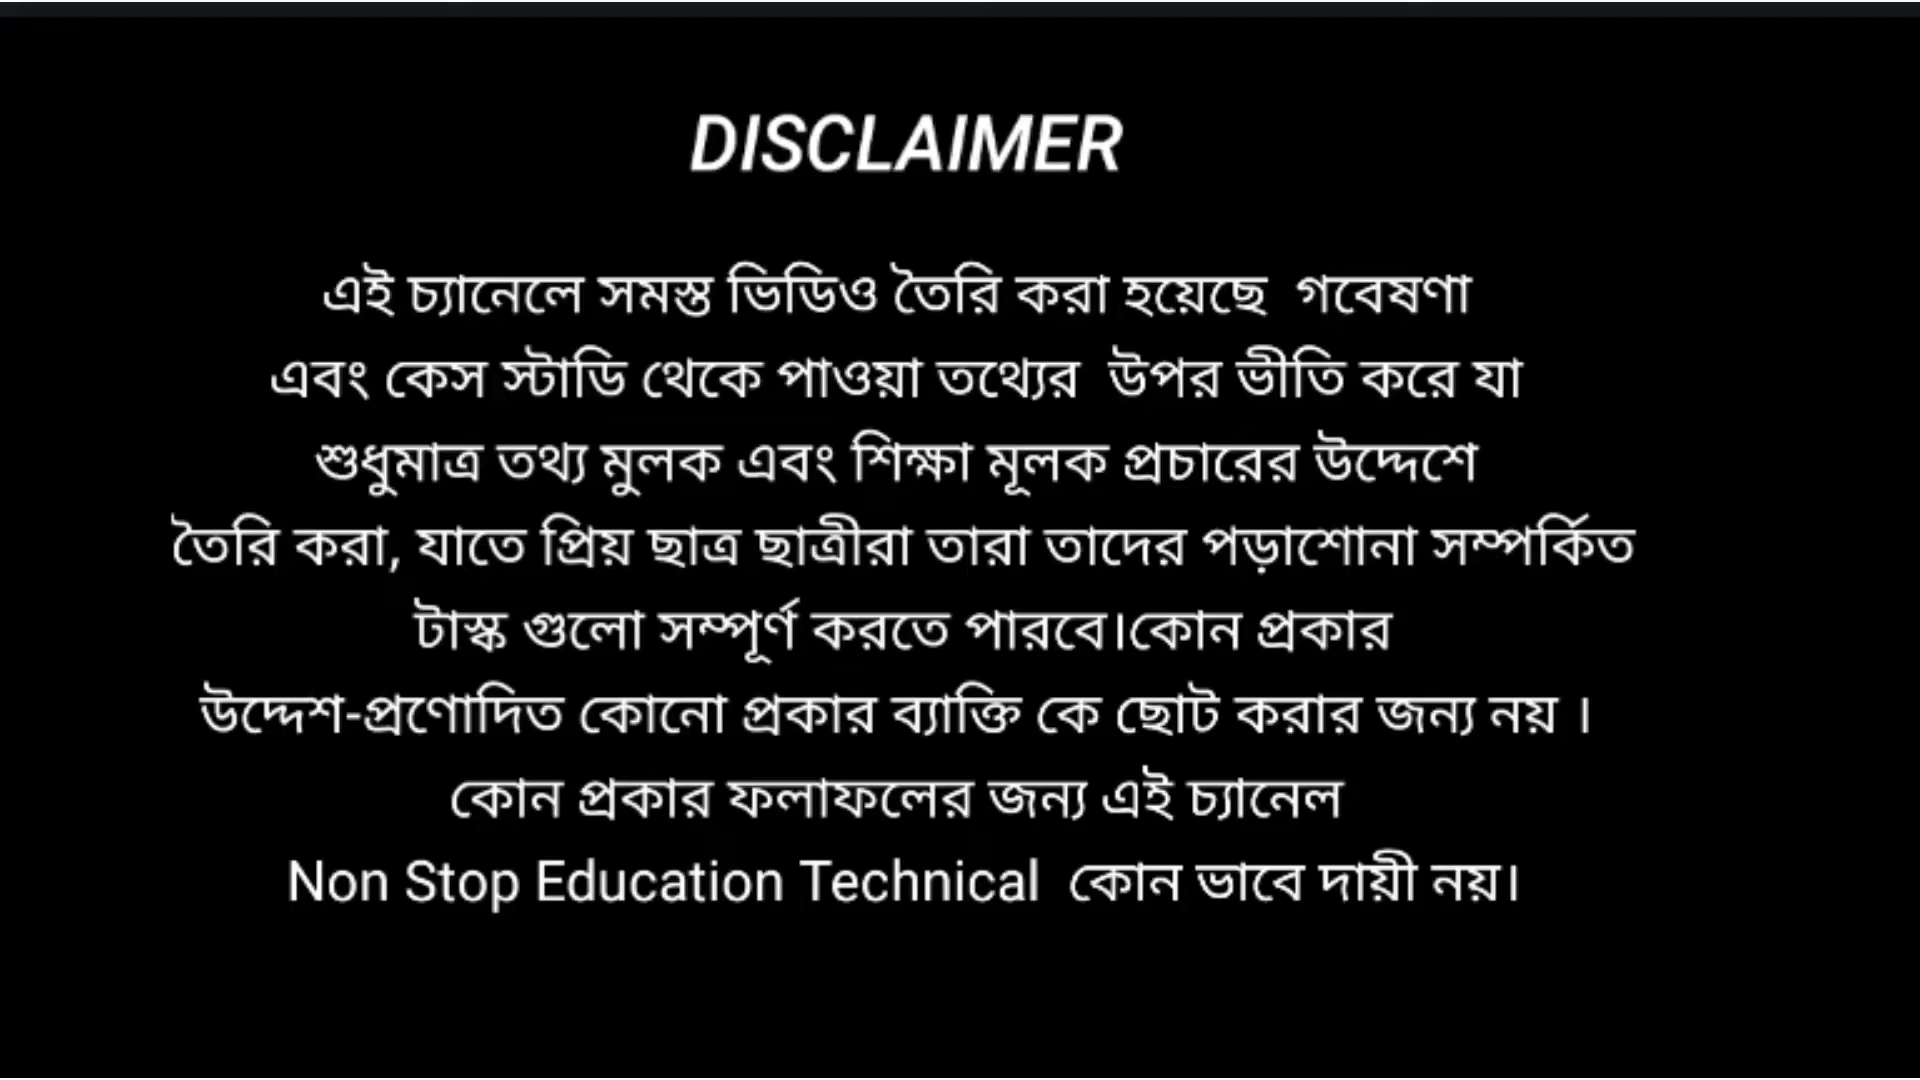 DISCLAIMER
এই চ্যানেলে সমস্ত ভিডিও তৈরি করা হয়েছে গবেষণা
এবং কেস স্টাডি থেকে পাওয়া তথ্যের উপর ভীতি করে যা
শুধুমাত্র তথ্য মুলক এবং শিক্ষা মূলক প্রচারের উদ্দেশে
তৈরি করা, যাতে প্রিয় ছাত্র ছাত্রীরা তারা তাদের পড়াশোনা সম্পর্কিত
টাস্ক গুলো সম্পূর্ণ করতে পারবে।কোন প্রকার
উদ্দেশ-প্রণোদিত কোনো প্রকার ব্যাক্তি কে ছোট করার জন্য নয় ।
কোন প্রকার ফলাফলের জন্য এই চ্যানেল
Non Stop Education Technical কোন ভাবে দায়ী নয়।